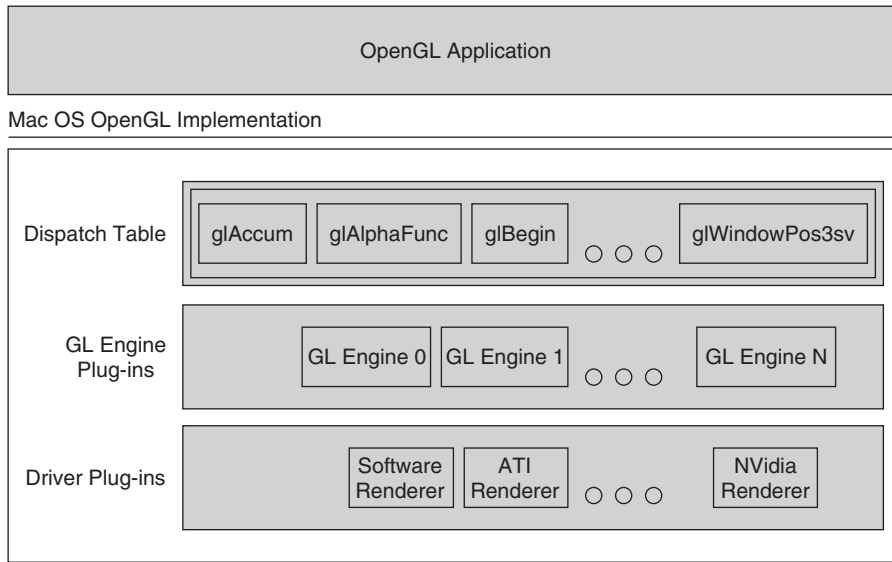 OpenGL Application
Mac OS OpenGL Implementation
Dispatch Table
glAccum
glAlphaFunc
glBegin
glWindowPos3sv
GL Engine
Plug-ins
GL Engine 0
GL Engine 1
GL Engine N
Driver Plug-ins
Software
Renderer
ATI
Renderer
NVidia
Renderer